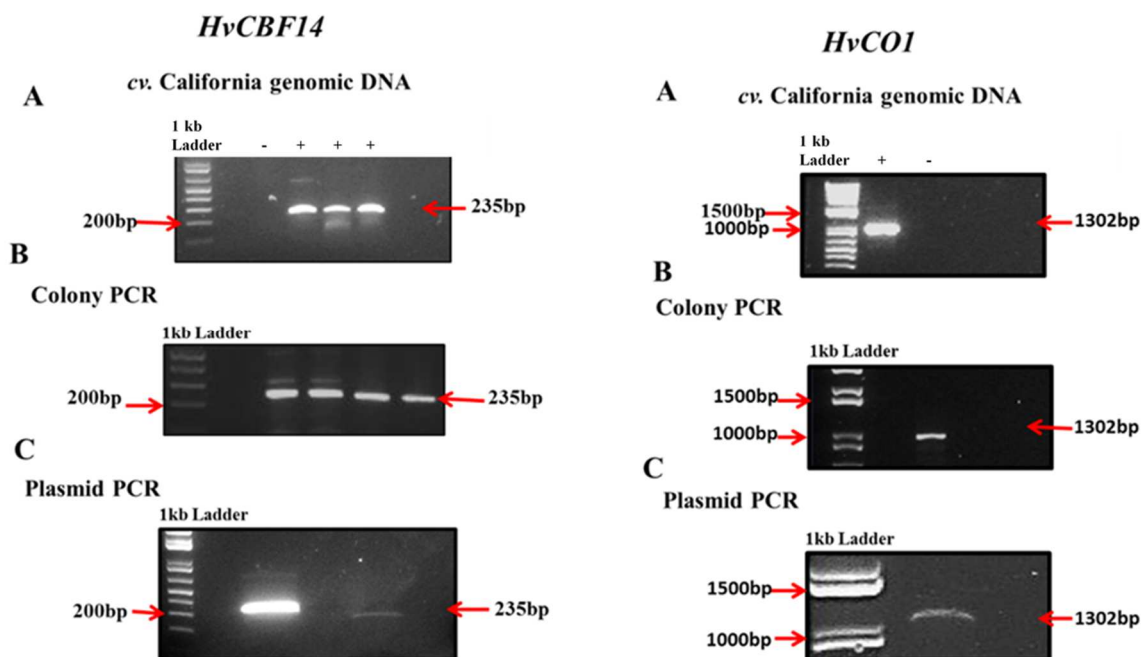 HvCBF14
cv. California genomic DNA
A
1 kb
Ladder - + + +
200bp
235bp
B
Colony PCR
1kb Ladder
200bp
235bp
C
Plasmid PCR
1kb Ladder
200bp
235bp
HvCO1
A
cv. California genomic DNA
1 kb
Ladder + -
1500bp
1000bp
1302bp
B
Colony PCR
1kb Ladder
1500bp
1000bp
1302bp
C
Plasmid PCR
1kb Ladder
1500bp
1000bp
1302bp